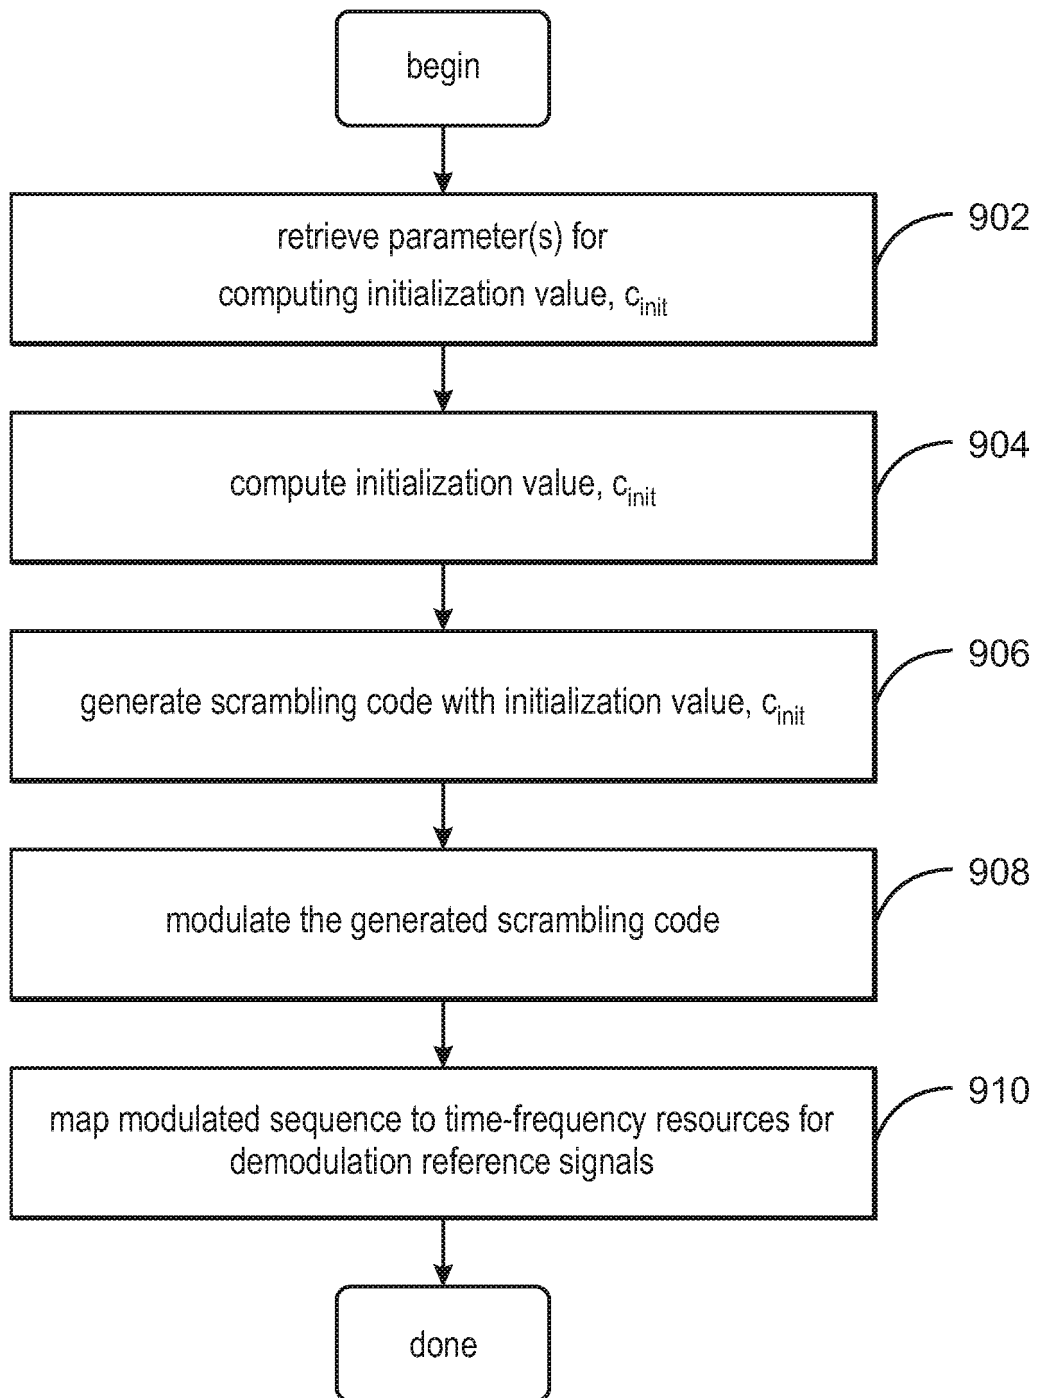 begin
retrieve parameter(s) for
computing initialization value, c_init
902
compute initialization value, c_init
904
generate scrambling code with initialization value, c_init
906
modulate the generated scrambling code
908
map modulated sequence to time-frequency resources for
demodulation reference signals
910
done